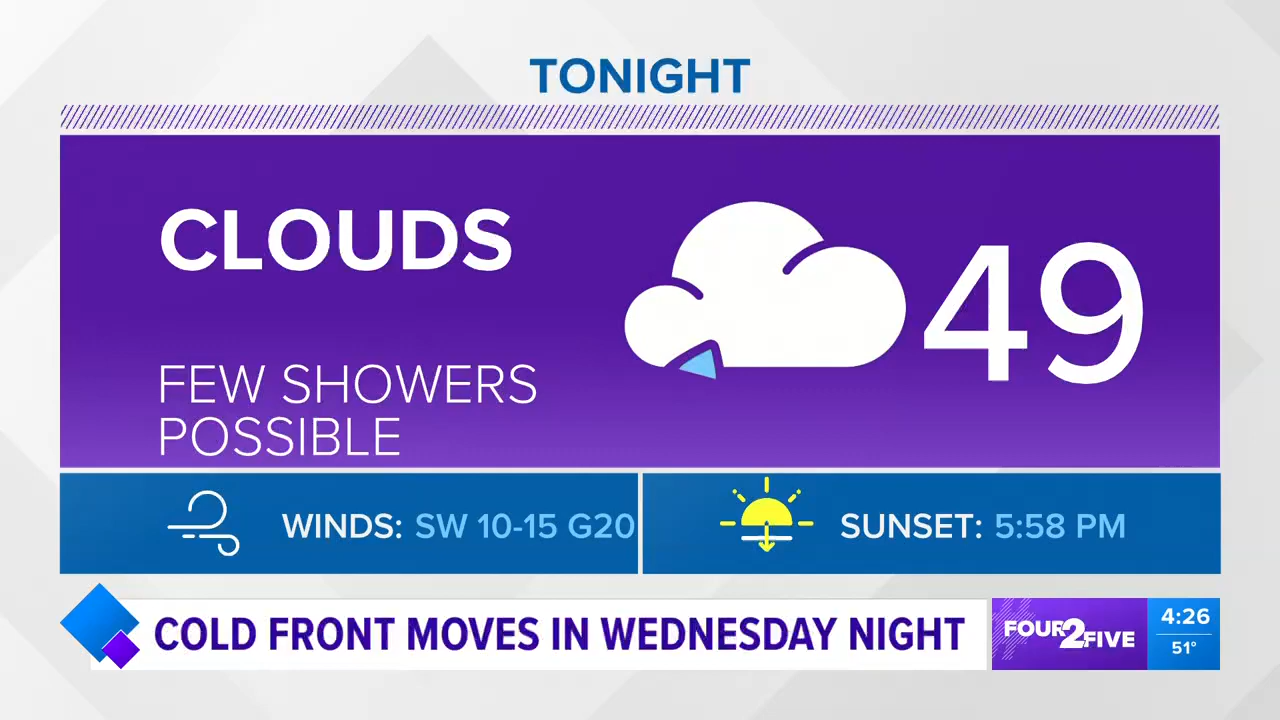 TONIGHT
CLOUDS
49
FEW SHOWERS
POSSIBLE
WINDS: SW 10-15 G20
SUNSET: 5:58 PM
COLD FRONT MOVES IN WEDNESDAY NIGHT
FOUR2FIVE
4:26
51°